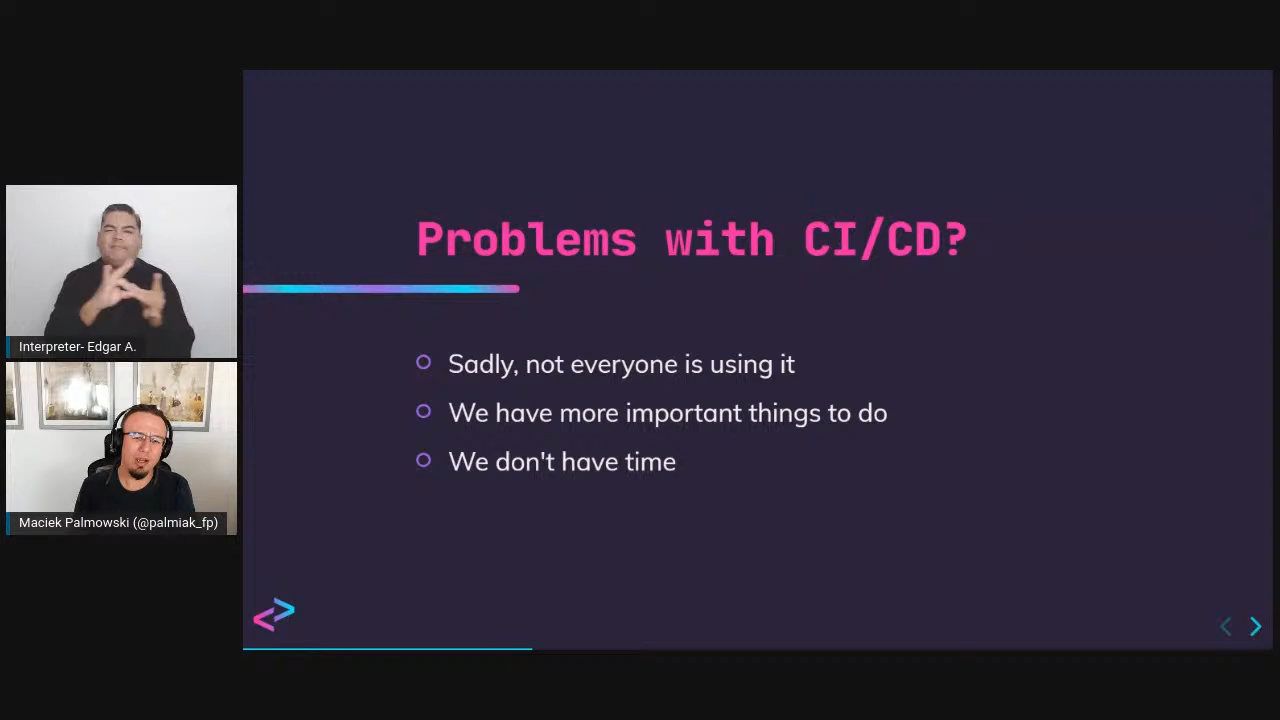 Problems with CI/CD?
Sadly, not everyone is using it
We have more important things to do
We don't have time
Interpreter- Edgar A.
Maciek Palmowski (@palmiak_fp)